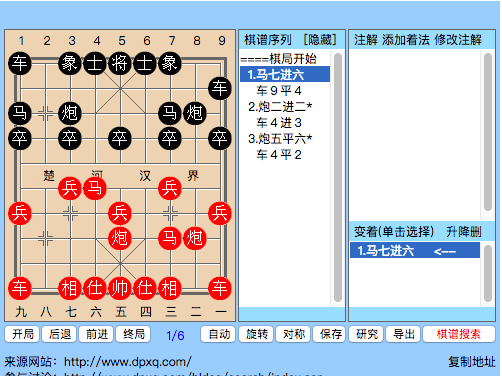 1 2 3 4 5 6 7 8 9
车 象 士 将 士 象
车
马 炮 马 炮
卒 卒 卒 卒 卒
楚 河 汉 界
兵 马 兵
兵 兵 兵
炮 马 炮
车 相 仕 帅 仕 相 车
九 八 七 六 五 四 三 二 一
棋谱序列 [隐藏]
====棋局开始
1.马七进六
车９平４
2.炮二进二*
车４进３
3.炮五平六*
车４平２
注解 添加着法 修改注解
变着(单击选择) 升降删
1.马七进六 <--
开局 后退 前进 终局 1/6 自动 旋转 对称 保存 研究 导出 棋谱搜索
来源网站: http://www.dpxq.com/ 复制地址